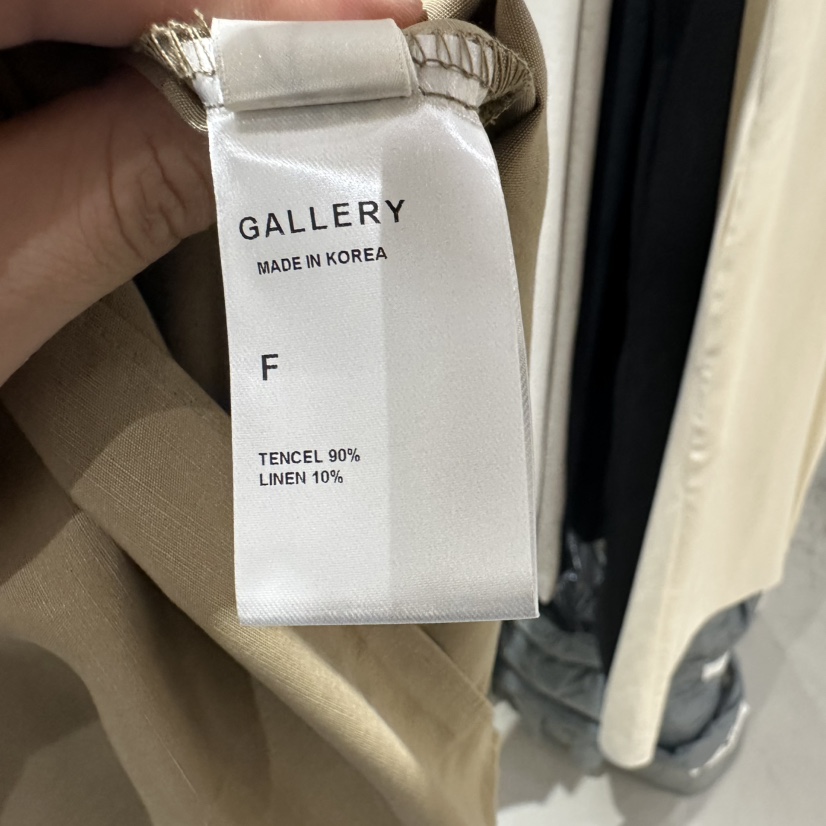 GALLERY
MADE IN KOREA
F
TENCEL 90%
LINEN 10%